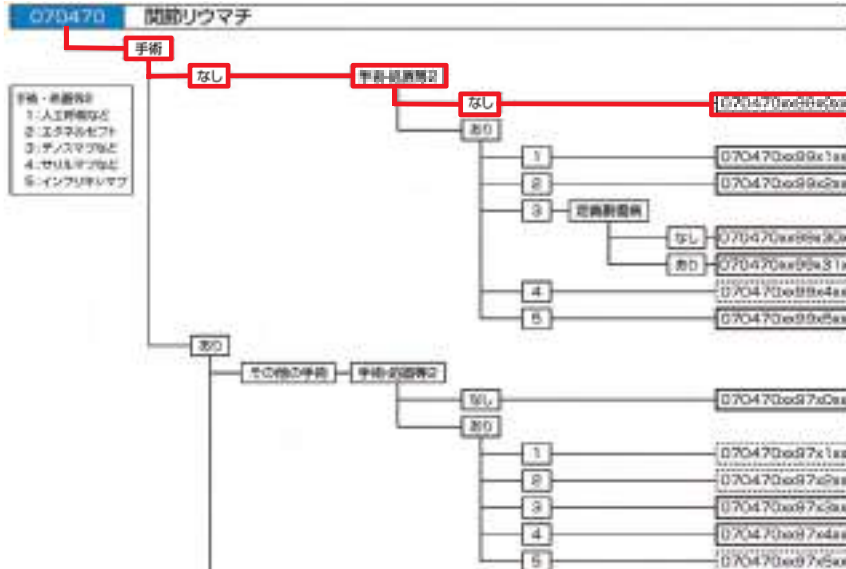 070470 関節リウマチ
手術
なし
手術・処置等2
なし
070470xx99x0xx
手術・処置等2
1:人工呼吸など
2:エタネルセプト
3:デノスマブなど
4:サリルマブなど
5:インフリキシマブ
あり
1 070470xx99x1xx
2 070470xx99x2xx
3 定義副傷病
なし 070470xx99x30x
あり 070470xx99x31x
4 070470xx99x4xx
5 070470xx99x5xx
あり
その他の手術 手術・処置等2
なし 070470xx97x0xx
あり
1 070470xx97x1xx
2 070470xx97x2xx
3 070470xx97x3xx
4 070470xx97x4xx
5 070470xx97x5xx